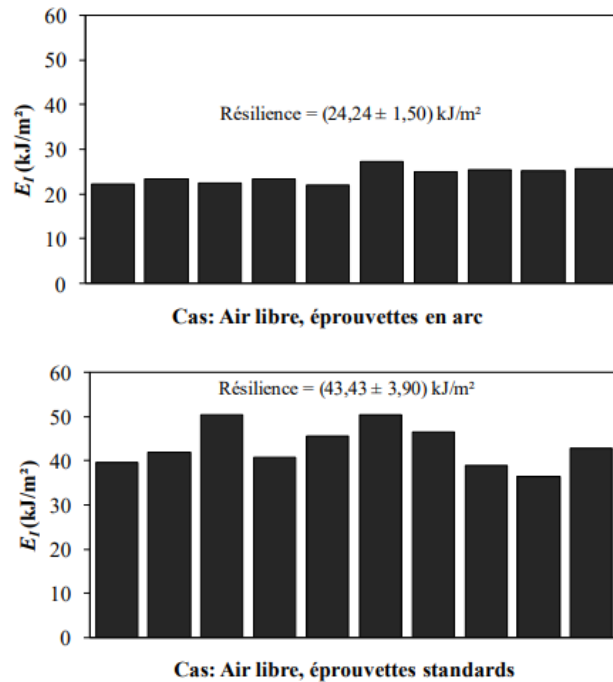 60
50
40
30
20
10
0
E_I (kJ/m²)
Résilience = (24,24 ± 1,50) kJ/m²
Cas: Air libre, éprouvettes en arc
60
50
40
30
20
10
0
E_I (kJ/m²)
Résilience = (43,43 ± 3,90) kJ/m²
Cas: Air libre, éprouvettes standards